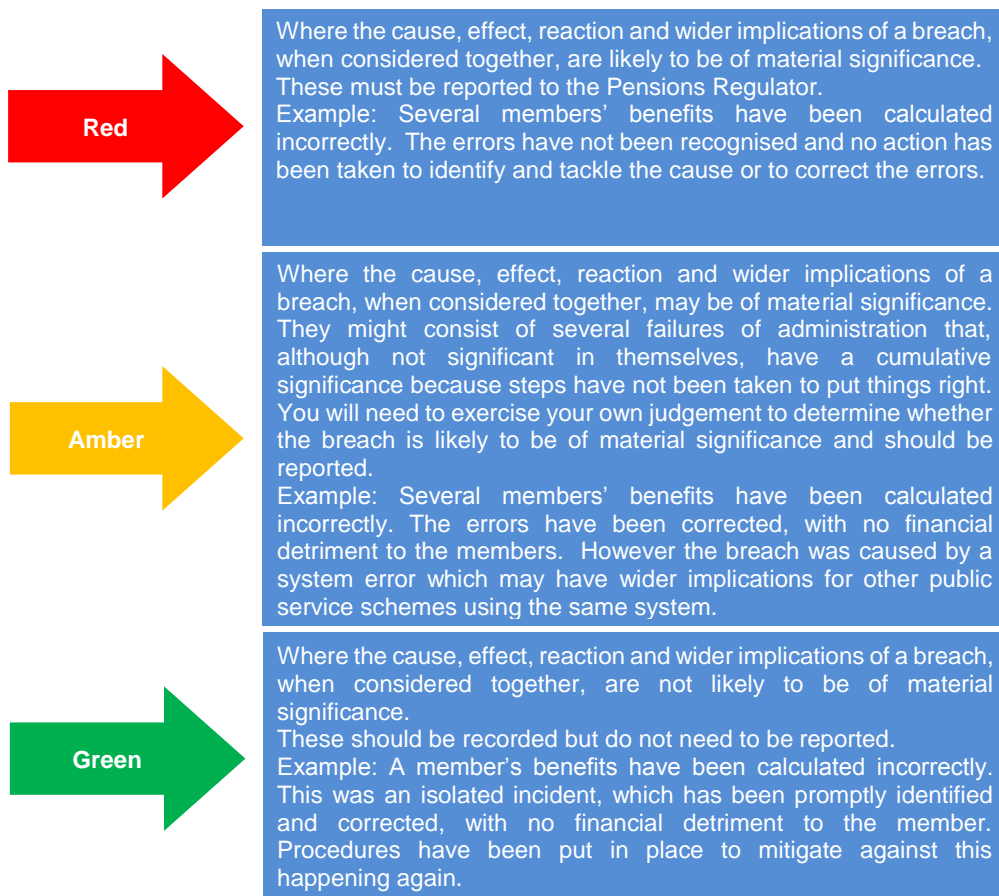 Where the cause, effect, reaction and wider implications of a breach,
when considered together, are likely to be of material significance.
These must be reported to the Pensions Regulator.
Example: Several members’ benefits have been calculated
incorrectly. The errors have not been recognised and no action has
been taken to identify and tackle the cause or to correct the errors.
Red
Where the cause, effect, reaction and wider implications of a
breach, when considered together, may be of material significance.
They might consist of several failures of administration that,
although not significant in themselves, have a cumulative
significance because steps have not been taken to put things right.
You will need to exercise your own judgement to determine whether
the breach is likely to be of material significance and should be
reported.
Example: Several members’ benefits have been calculated
incorrectly. The errors have been corrected, with no financial
detriment to the members. However the breach was caused by a
system error which may have wider implications for other public
service schemes using the same system.
Amber
Where the cause, effect, reaction and wider implications of a breach,
when considered together, are not likely to be of material
significance.
These should be recorded but do not need to be reported.
Example: A member’s benefits have been calculated incorrectly.
This was an isolated incident, which has been promptly identified
and corrected, with no financial detriment to the member.
Procedures have been put in place to mitigate against this
happening again.
Green